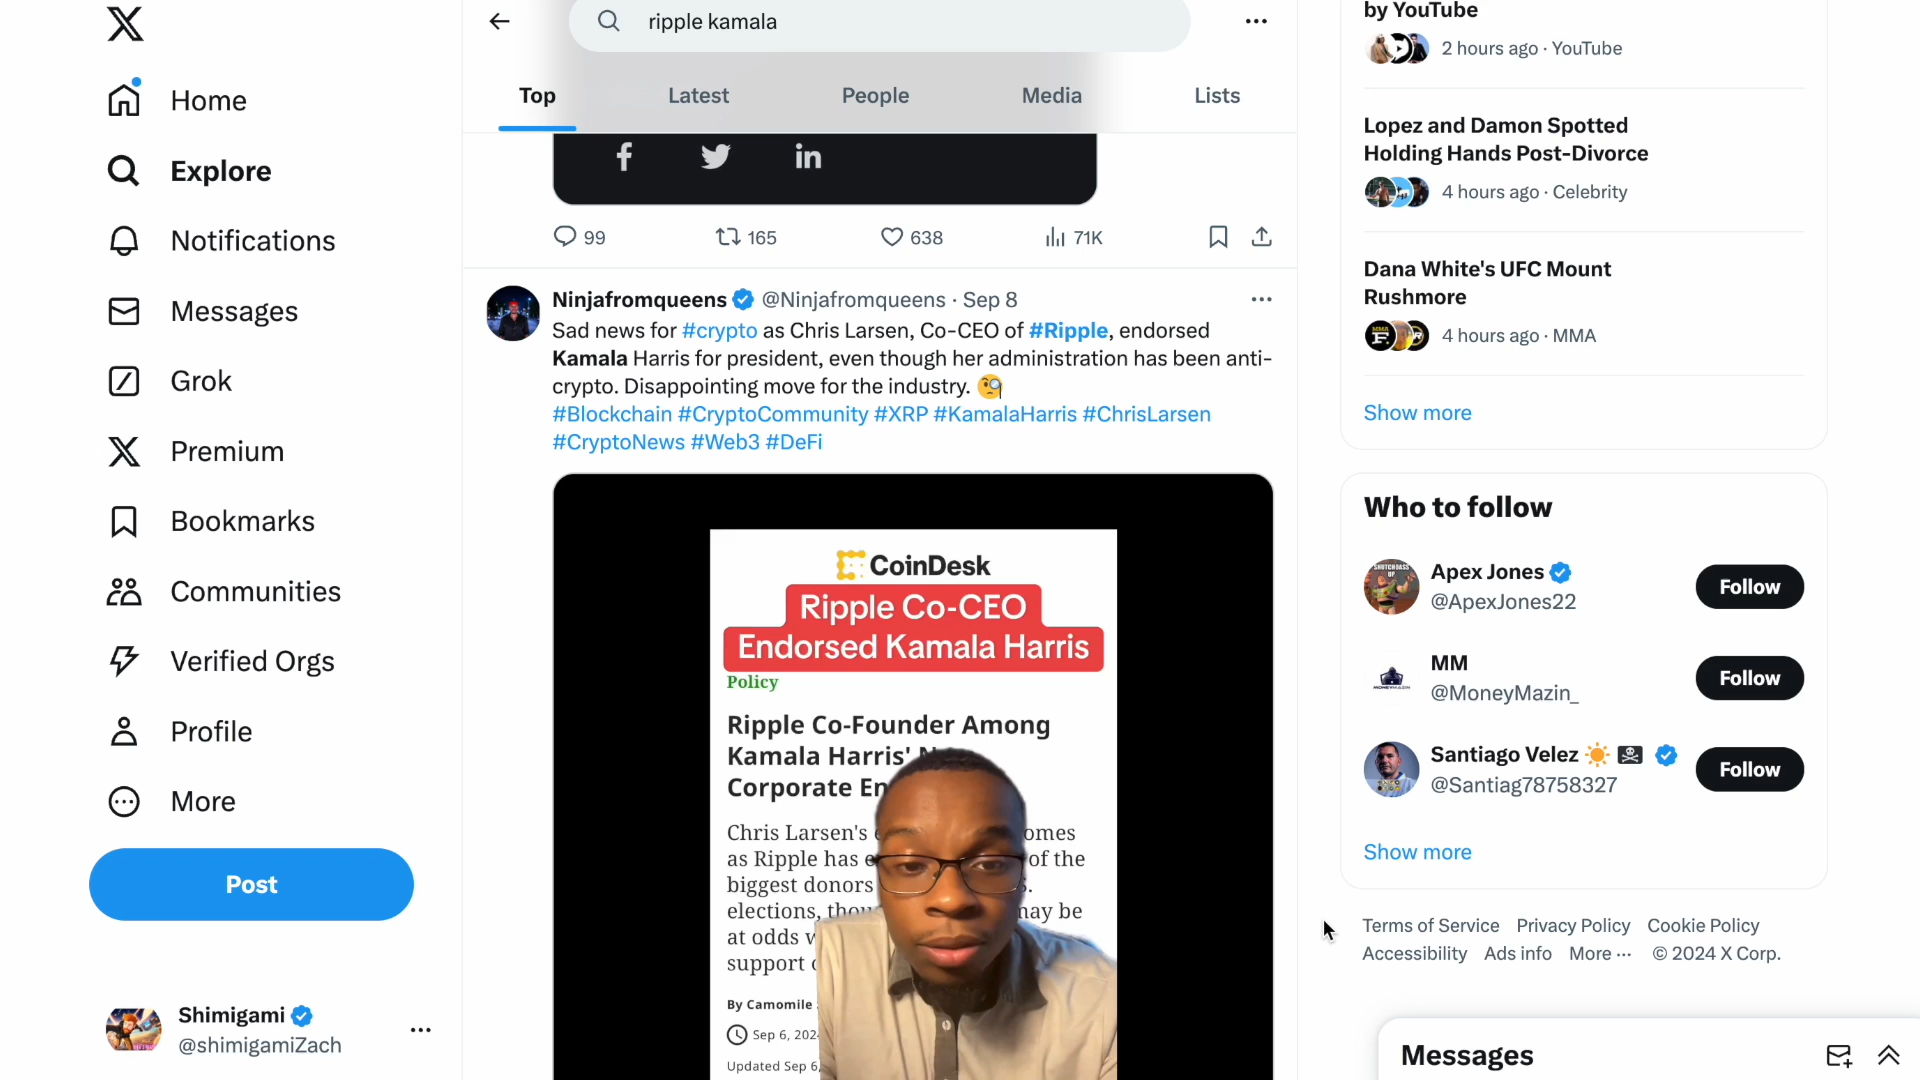 ripple kamala
Top
Latest
People
Media
Lists
Home
Explore
Notifications
Messages
Grok
Premium
Bookmarks
Communities
Verified Orgs
Profile
More
Post
Shimigami
@shimigamiZach
99
165
638
71K
Ninjafromqueens @Ninjafromqueens · Sep 8
Sad news for #crypto as Chris Larsen, Co-CEO of #Ripple, endorsed
Kamala Harris for president, even though her administration has been anti-
crypto. Disappointing move for the industry. 🧐
#Blockchain #CryptoCommunity #XRP #KamalaHarris #ChrisLarsen
#CryptoNews #Web3 #DeFi
CoinDesk
Ripple Co-CEO
Endorsed Kamala Harris
Policy
Ripple Co-Founder Among
Kamala Harris'
Corporate
Chris Larsen's
as Ripple has of the
biggest donors
elections, may be
at odds
support
By Camomile
Sep 6,
Updated Sep 6,
by YouTube
2 hours ago · YouTube
Lopez and Damon Spotted
Holding Hands Post-Divorce
4 hours ago · Celebrity
Dana White's UFC Mount
Rushmore
4 hours ago · MMA
Show more
Who to follow
Apex Jones
@ApexJones22
Follow
MM
@MoneyMazin_
Follow
Santiago Velez ☀️ 🏴‍☠️
@Santiag78758327
Follow
Show more
Terms of Service Privacy Policy Cookie Policy
Accessibility Ads info More ··· © 2024 X Corp.
Messages